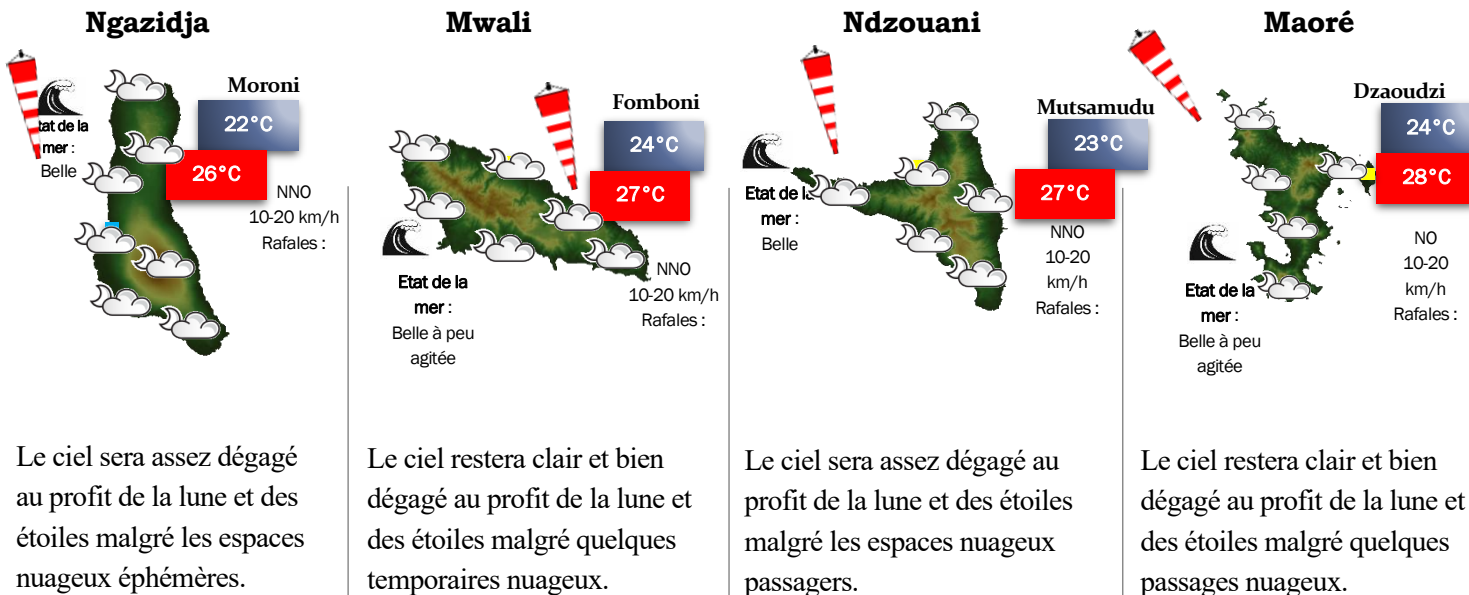 Ngazidja
Moroni
22°C
26°C
tat de la
mer :
Belle
NNO
10-20 km/h
Rafales :
Le ciel sera assez dégagé
au profit de la lune et des
étoiles malgré les espaces
nuageux éphémères.
Mwali
Fomboni
24°C
27°C
Etat de la
mer :
Belle à peu
agitée
NNO
10-20 km/h
Rafales :
Le ciel restera clair et bien
dégagé au profit de la lune et
des étoiles malgré quelques
temporaires nuageux.
Ndzouani
Mutsamudu
23°C
27°C
Etat de la
mer :
Belle
NNO
10-20
km/h
Rafales :
Le ciel sera assez dégagé au
profit de la lune et des étoiles
malgré les espaces nuageux
passagers.
Maoré
Dzaoudzi
24°C
28°C
Etat de la
mer :
Belle à peu
agitée
NO
10-20
km/h
Rafales :
Le ciel restera clair et bien
dégagé au profit de la lune et
des étoiles malgré quelques
passages nuageux.